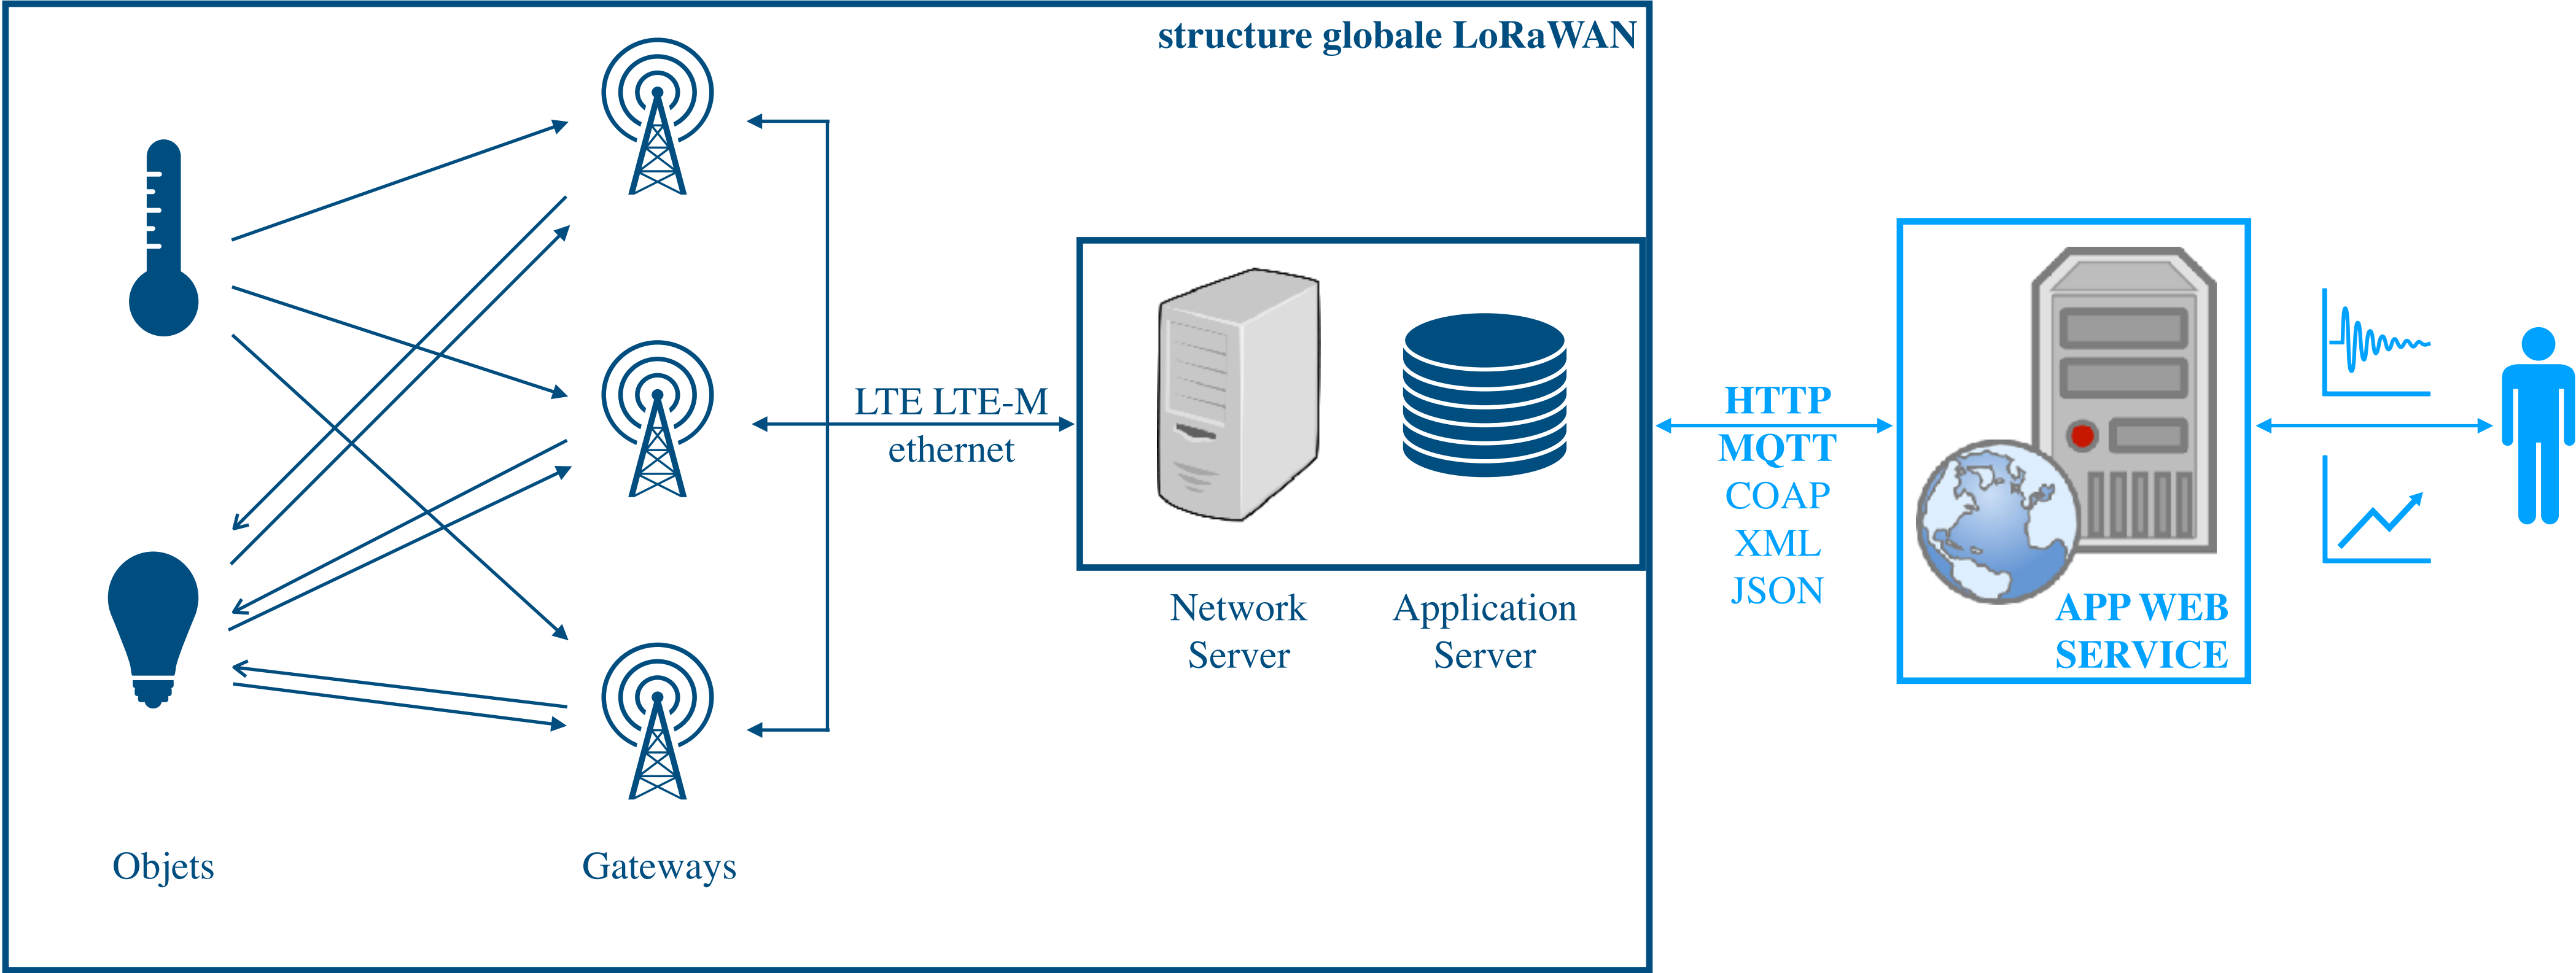 structure globale LoRaWAN
LTE LTE-M
ethernet
Network
Server
Application
Server
Objets
Gateways
HTTP
MQTT
COAP
XML
JSON
APP WEB
SERVICE